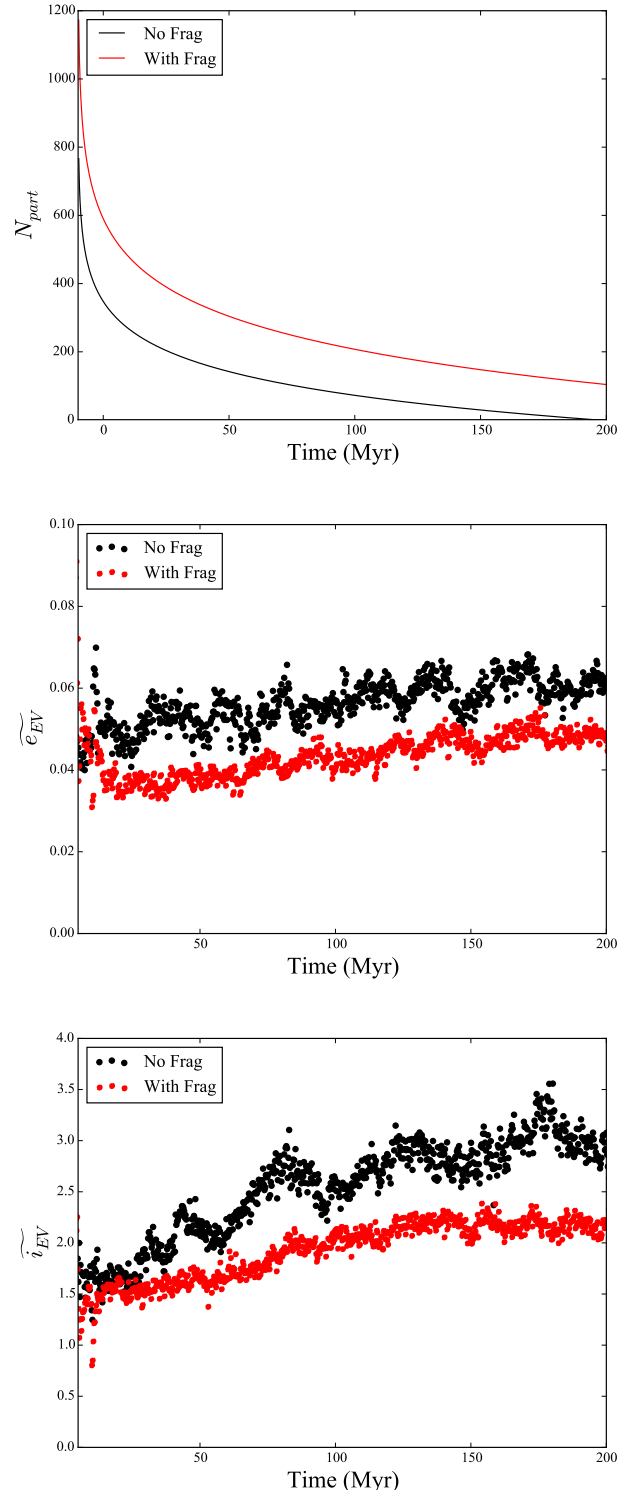 1200
1000
800
600
400
200
0
N_part
No Frag
With Frag
0 50 100 150 200
Time (Myr)
0.10
0.08
0.06
0.04
0.02
0.00
e_EV
No Frag
With Frag
50 100 150 200
Time (Myr)
4.0
3.5
3.0
2.5
2.0
1.5
1.0
0.5
0.0
i_EV
No Frag
With Frag
50 100 150 200
Time (Myr)